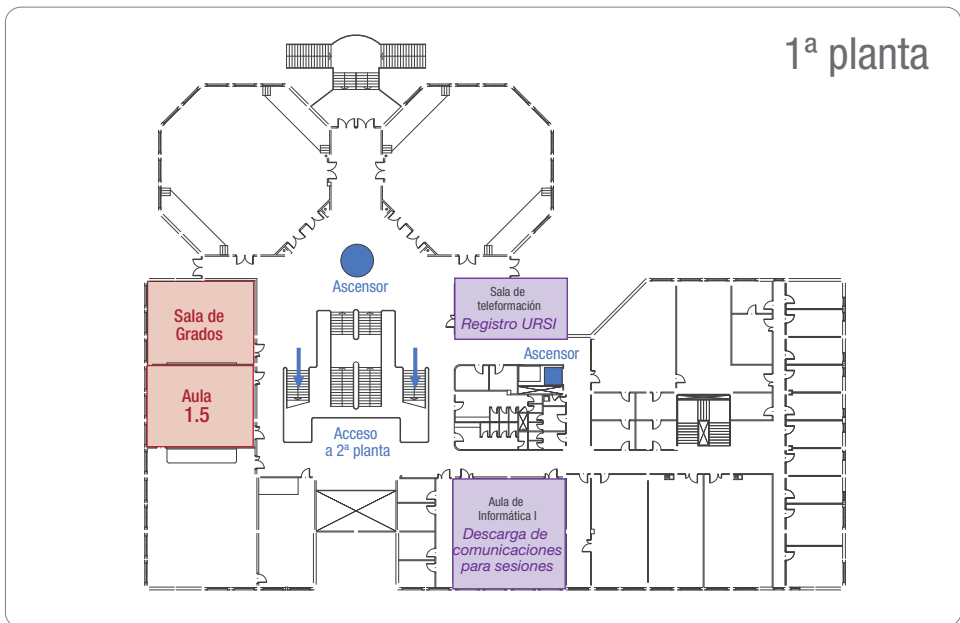 1ª planta
Ascensor
Sala de
teleformación
Registro URSI
Sala de
Grados
Ascensor
Aula
1.5
Acceso
a 2ª planta
Aula de
Informática I
Descarga de
comunicaciones
para sesiones